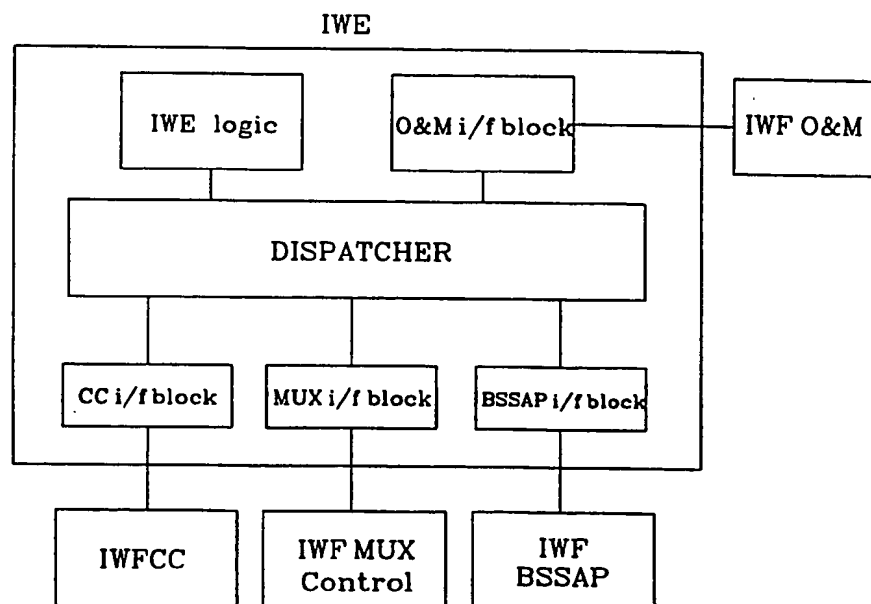 IWE
IWE logic
O&M i/f block
IWF O&M
DISPATCHER
CC i/f block
MUX i/f block
BSSAP i/f block
IWFCC
IWF MUX
Control
IWF
BSSAP